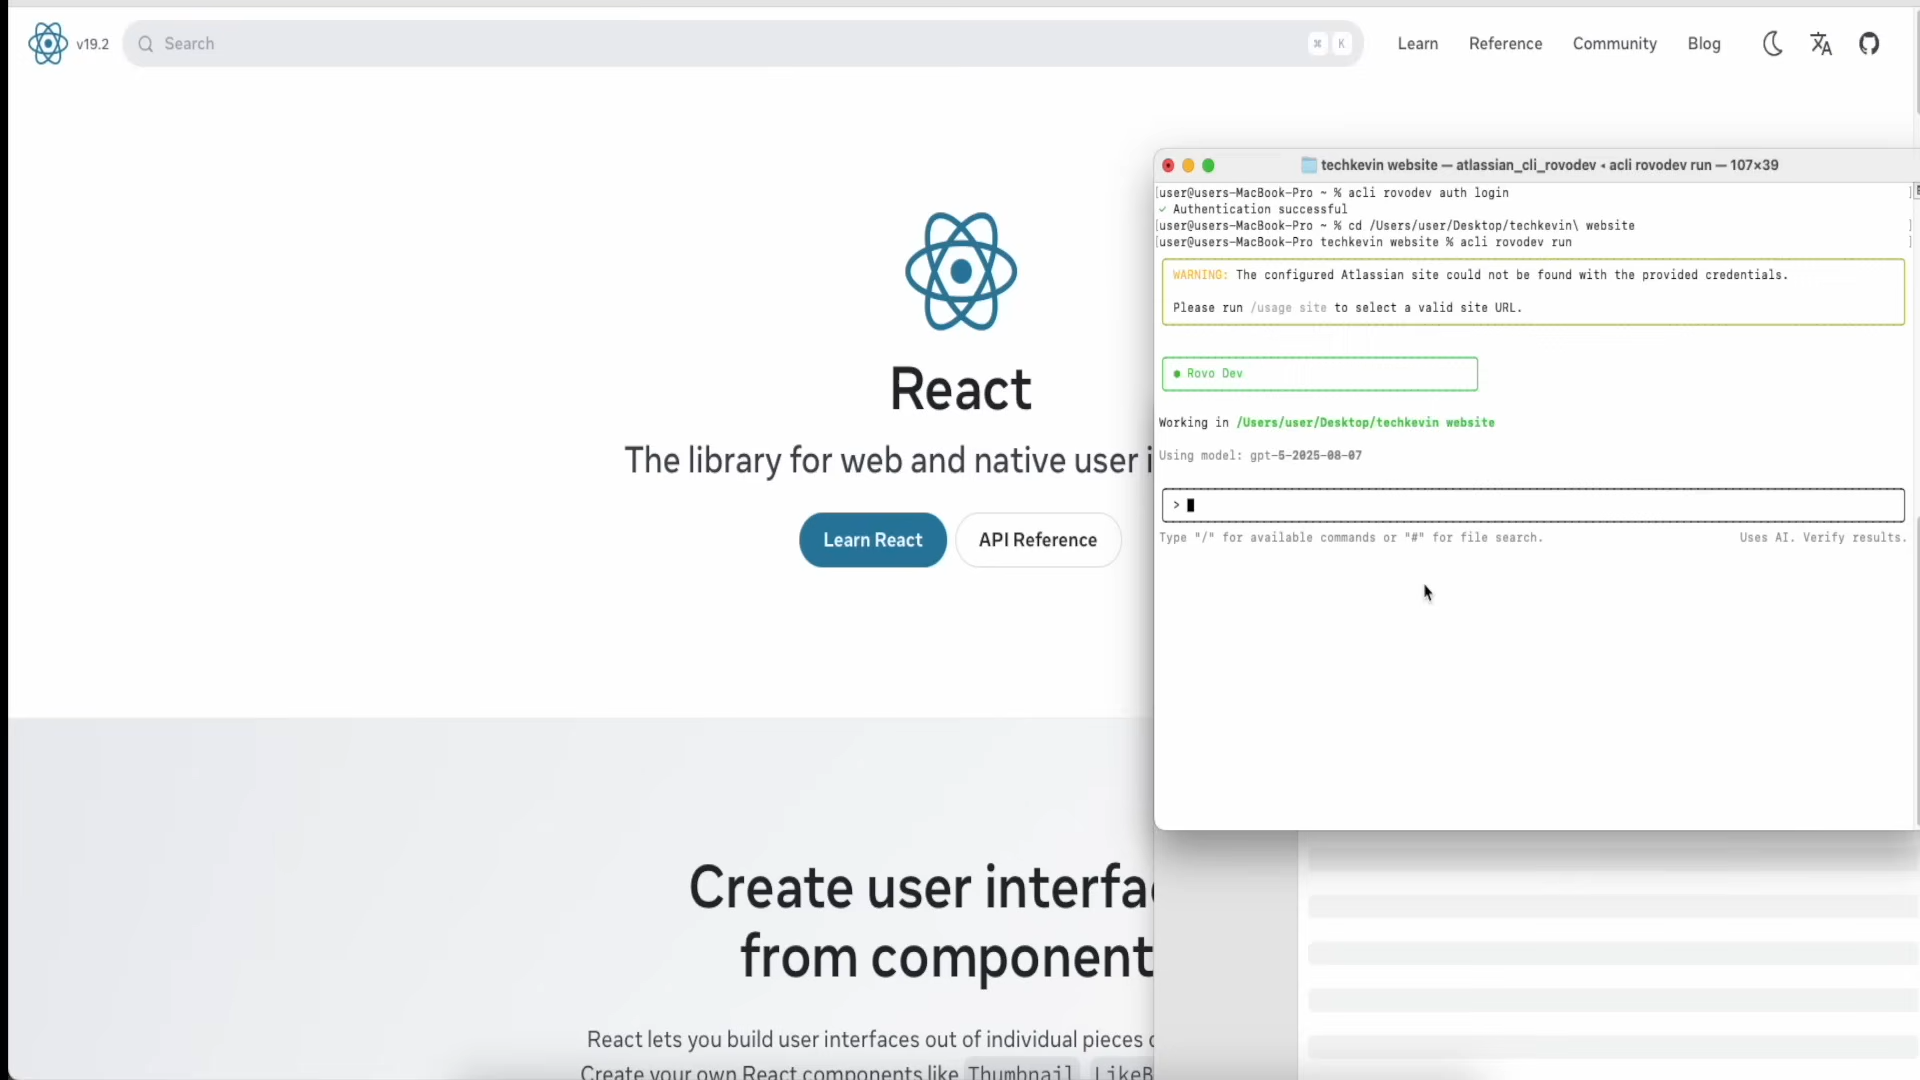 v19.2
Search
⌘ K
Learn
Reference
Community
Blog
React
The library for web and native user i
Learn React
API Reference
Create user interfac
from component
React lets you build user interfaces out of individual pieces
Create your own React components like Thumbnail LikeB
techkevin website — atlassian_cli_rovodev ◂ acli rovodev run — 107×39
[user@users-MacBook-Pro ~ % acli rovodev auth login ]
✓ Authentication successful
[user@users-MacBook-Pro ~ % cd /Users/user/Desktop/techkevin\ website ]
[user@users-MacBook-Pro techkevin website % acli rovodev run ]
WARNING: The configured Atlassian site could not be found with the provided credentials.
Please run /usage site to select a valid site URL.
● Rovo Dev
Working in /Users/user/Desktop/techkevin website
Using model: gpt-5-2025-08-07
>
Type "/" for available commands or "#" for file search.
Uses AI. Verify results.